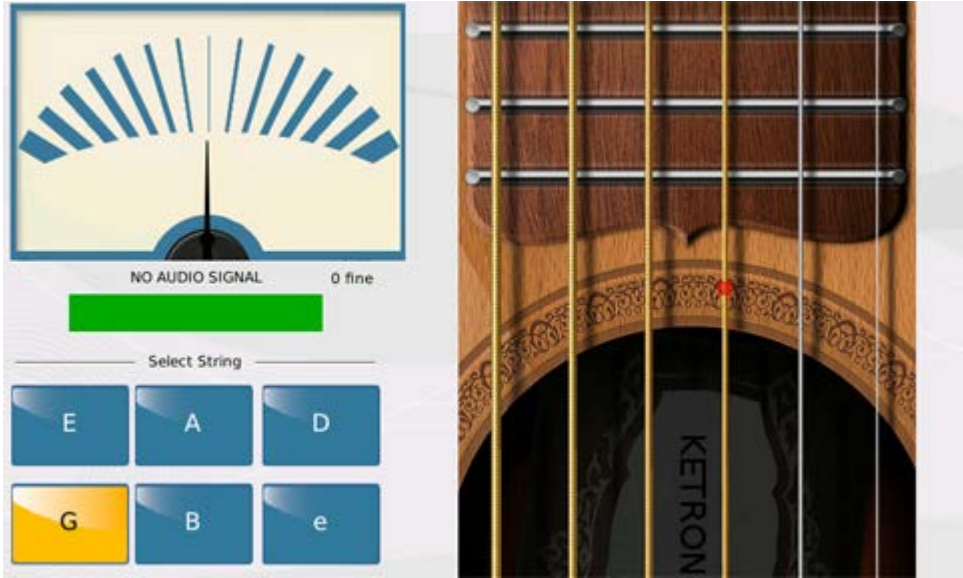 NO AUDIO SIGNAL 0 fine
Select String
E A D
G B e
KETRON